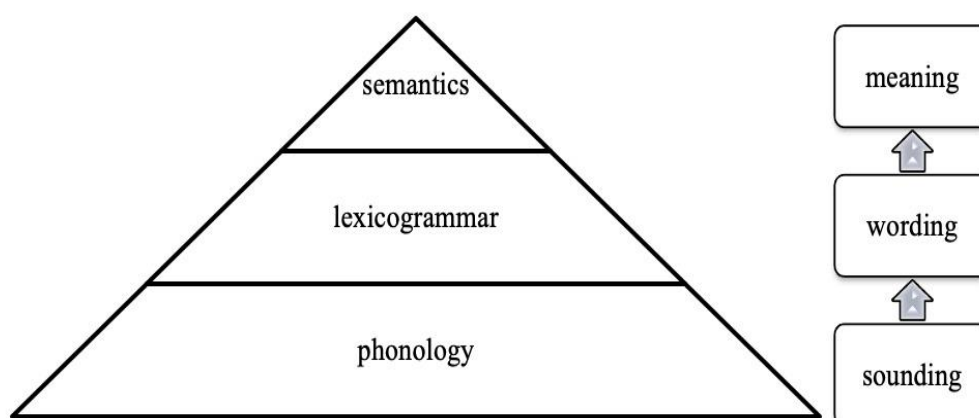 semantics
lexicogrammar
phonology
meaning
wording
sounding